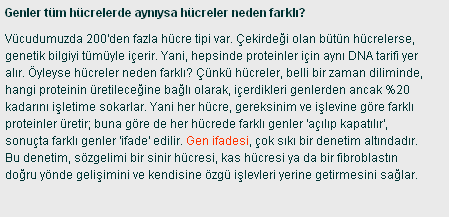 Genler tüm hücrelerde aynıysa hücreler neden farklı?
Vücudumuzda 200'den fazla hücre tipi var. Çekirdeği olan bütün hücrelerse,
genetik bilgiyi tümüyle içerir. Yani, hepsinde proteinler için aynı DNA tarifi yer
alır. Öyleyse hücreler neden farklı? Çünkü hücreler, belli bir zaman diliminde,
hangi proteinin üretileceğine bağlı olarak, içerdikleri genlerden ancak %20
kadarını işletime sokarlar. Yani her hücre, gereksinim ve işlevine göre farklı
proteinler üretir; buna göre de her hücrede farklı genler 'açılıp kapatılır',
sonuçta farklı genler 'ifade' edilir. Gen ifadesi, çok sıkı bir denetim altındadır.
Bu denetim, sözgelimi bir sinir hücresi, kas hücresi ya da bir fibroblastın
doğru yönde gelişimini ve kendisine özgü işlevleri yerine getirmesini sağlar.